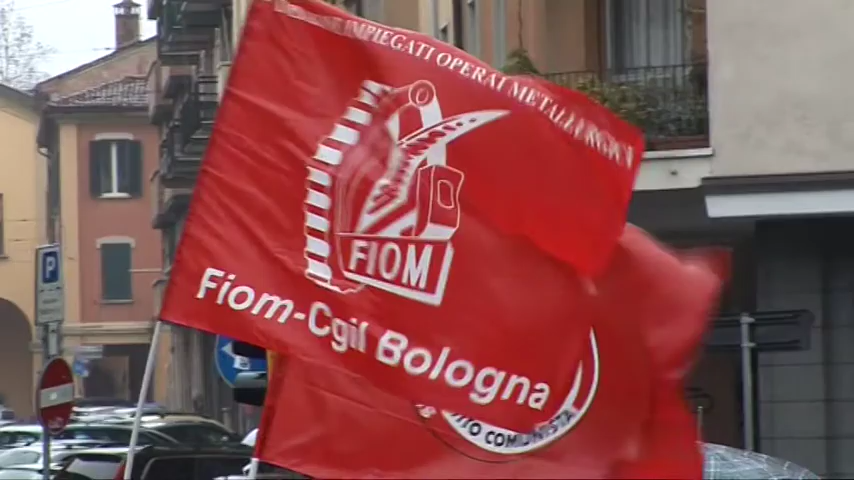 IMPIEGATI OPERAI METALLURGICI
FIOM
Fiom-Cgil Bologna
COMUNISTA
P